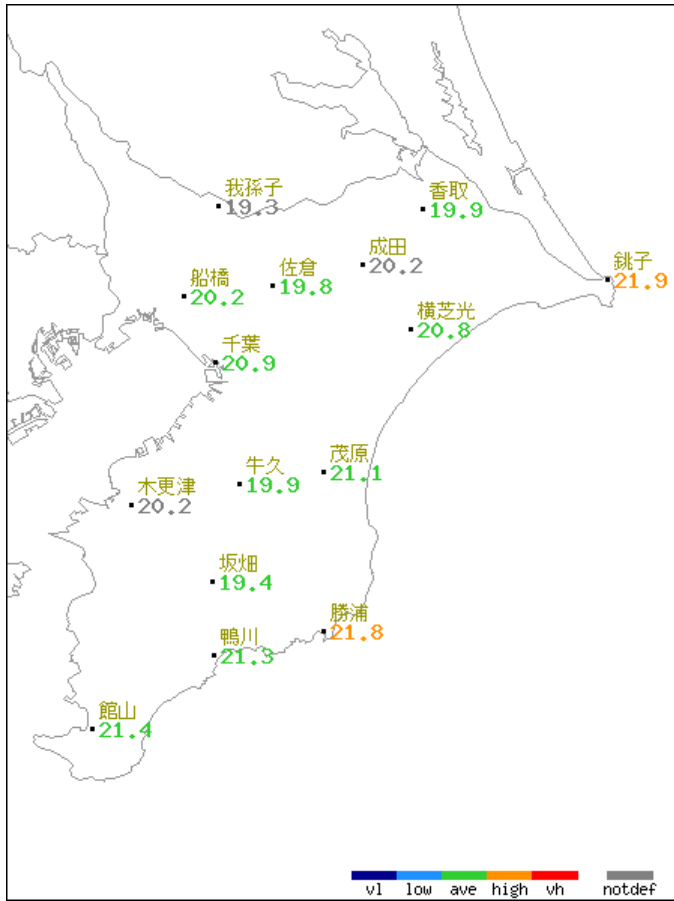 我孫子
19.3
香取
19.9
成田
20.2
銚子
21.9
船橋
20.2
佐倉
19.8
横芝光
20.8
千葉
20.9
茂原
21.1
牛久
19.9
木更津
20.2
坂畑
19.4
勝浦
21.8
鴨川
21.3
館山
21.4
vl low ave high vh notdef